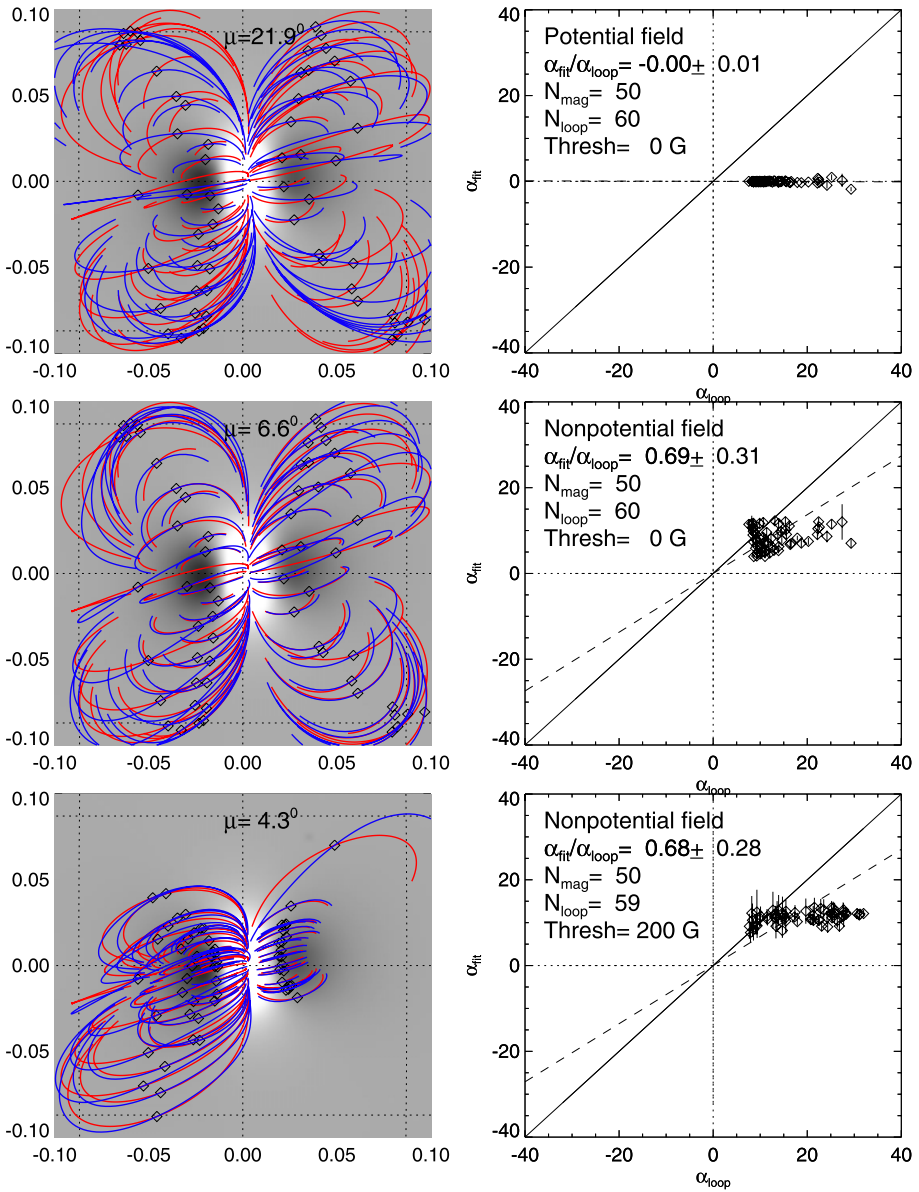 0.10
0.05
0.00
-0.05
-0.10
-0.10
-0.05
0.00
0.05
0.10
μ=21.9⁰
40
20
0
-20
-40
-40
-20
0
20
40
α_fit
α_loop
Potential field
α_fit/α_loop= -0.00± 0.01
N_mag= 50
N_loop= 60
Thresh= 0 G
0.10
0.05
0.00
-0.05
-0.10
-0.10
-0.05
0.00
0.05
0.10
μ= 6.6⁰
40
20
0
-20
-40
-40
-20
0
20
40
α_fit
α_loop
Nonpotential field
α_fit/α_loop= 0.69± 0.31
N_mag= 50
N_loop= 60
Thresh= 0 G
0.10
0.05
0.00
-0.05
-0.10
-0.10
-0.05
0.00
0.05
0.10
μ= 4.3⁰
40
20
0
-20
-40
-40
-20
0
20
40
α_fit
α_loop
Nonpotential field
α_fit/α_loop= 0.68± 0.28
N_mag= 50
N_loop= 59
Thresh= 200 G